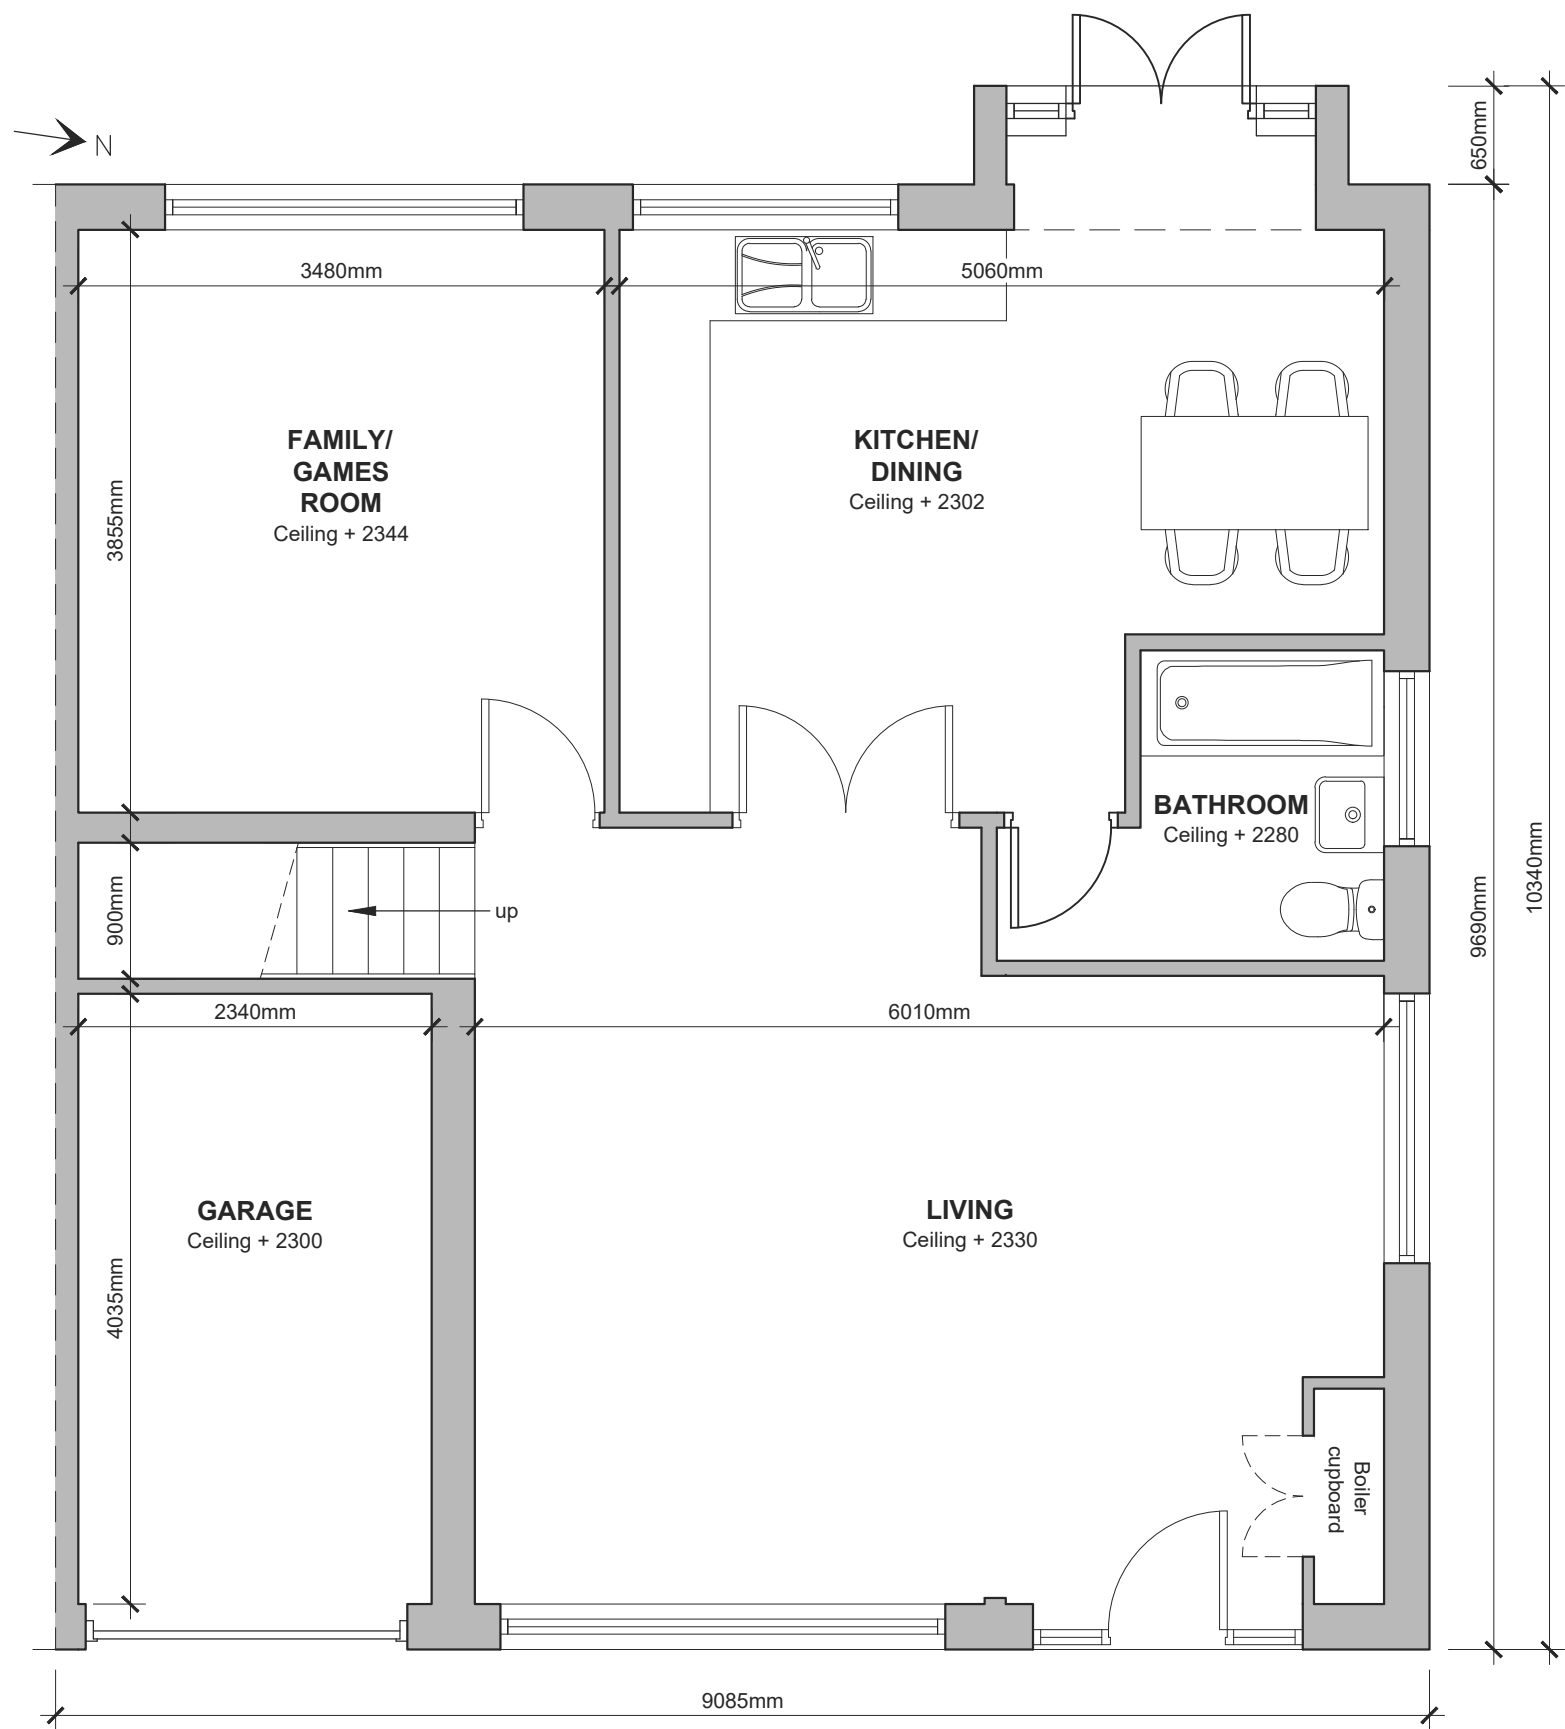 650mm
N
3480mm
5060mm
FAMILY/
GAMES
ROOM
Ceiling + 2344
KITCHEN/
DINING
Ceiling + 2302
3855mm
BATHROOM
Ceiling + 2280
900mm
up
9690mm
10340mm
2340mm
6010mm
GARAGE
Ceiling + 2300
LIVING
Ceiling + 2330
4035mm
Boiler
cupboard
9085mm